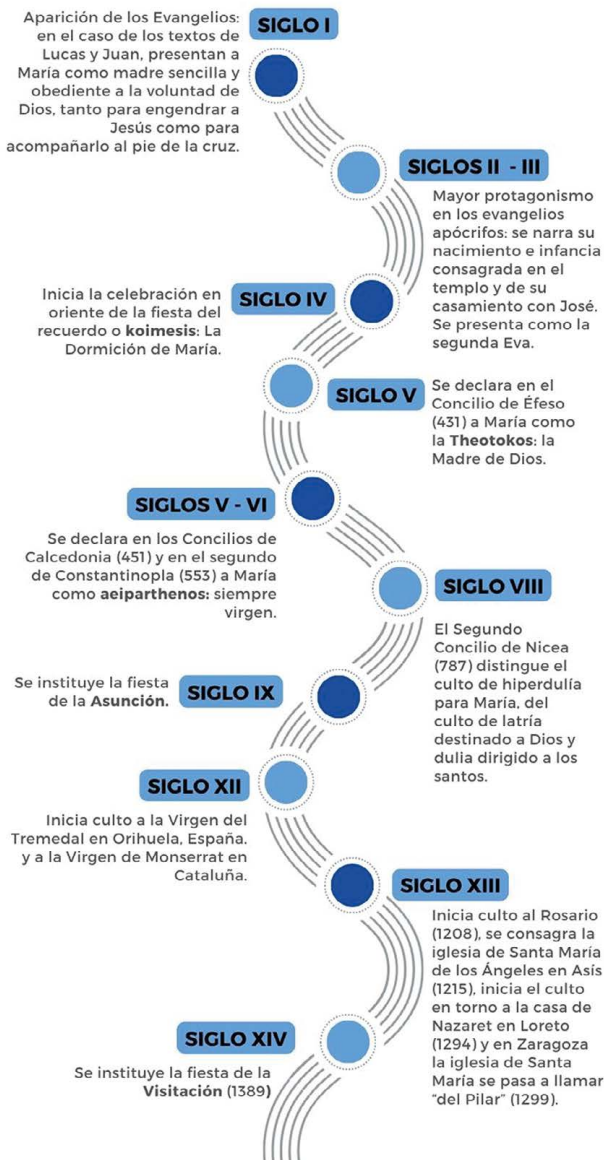 SIGLO I
Aparición de los Evangelios:
en el caso de los textos de
Lucas y Juan, presentan a
María como madre sencilla y
obediente a la voluntad de
Dios, tanto para engendrar a
Jesús como para
acompañarlo al pie de la cruz.
SIGLOS II - III
Mayor protagonismo
en los evangelios
apócrifos: se narra su
nacimiento e infancia
consagrada en el
templo y de su
casamiento con José.
Se presenta como la
segunda Eva.
SIGLO IV
Inicia la celebración en
oriente de la fiesta del
recuerdo o koimesis: La
Dormición de María.
SIGLO V
Se declara en el
Concilio de Éfeso
(431) a María como
la Theotokos: la
Madre de Dios.
SIGLOS V - VI
Se declara en los Concilios de
Calcedonia (451) y en el segundo
de Constantinopla (553) a María
como aeiparthenos: siempre
virgen.
SIGLO VIII
El Segundo
Concilio de Nicea
(787) distingue el
culto de hiperdulía
para María, del
culto de latría
destinado a Dios y
dulia dirigido a los
santos.
SIGLO IX
Se instituye la fiesta
de la Asunción.
SIGLO XII
Inicia culto a la Virgen del
Tremedal en Orihuela, España.
y a la Virgen de Monserrat en
Cataluña.
SIGLO XIII
Inicia culto al Rosario
(1208), se consagra la
iglesia de Santa María
de los Ángeles en Asís
(1215), inicia el culto
en torno a la casa de
Nazaret en Loreto
(1294) y en Zaragoza
la iglesia de Santa
María se pasa a llamar
"del Pilar" (1299).
SIGLO XIV
Se instituye la fiesta de la
Visitación (1389)